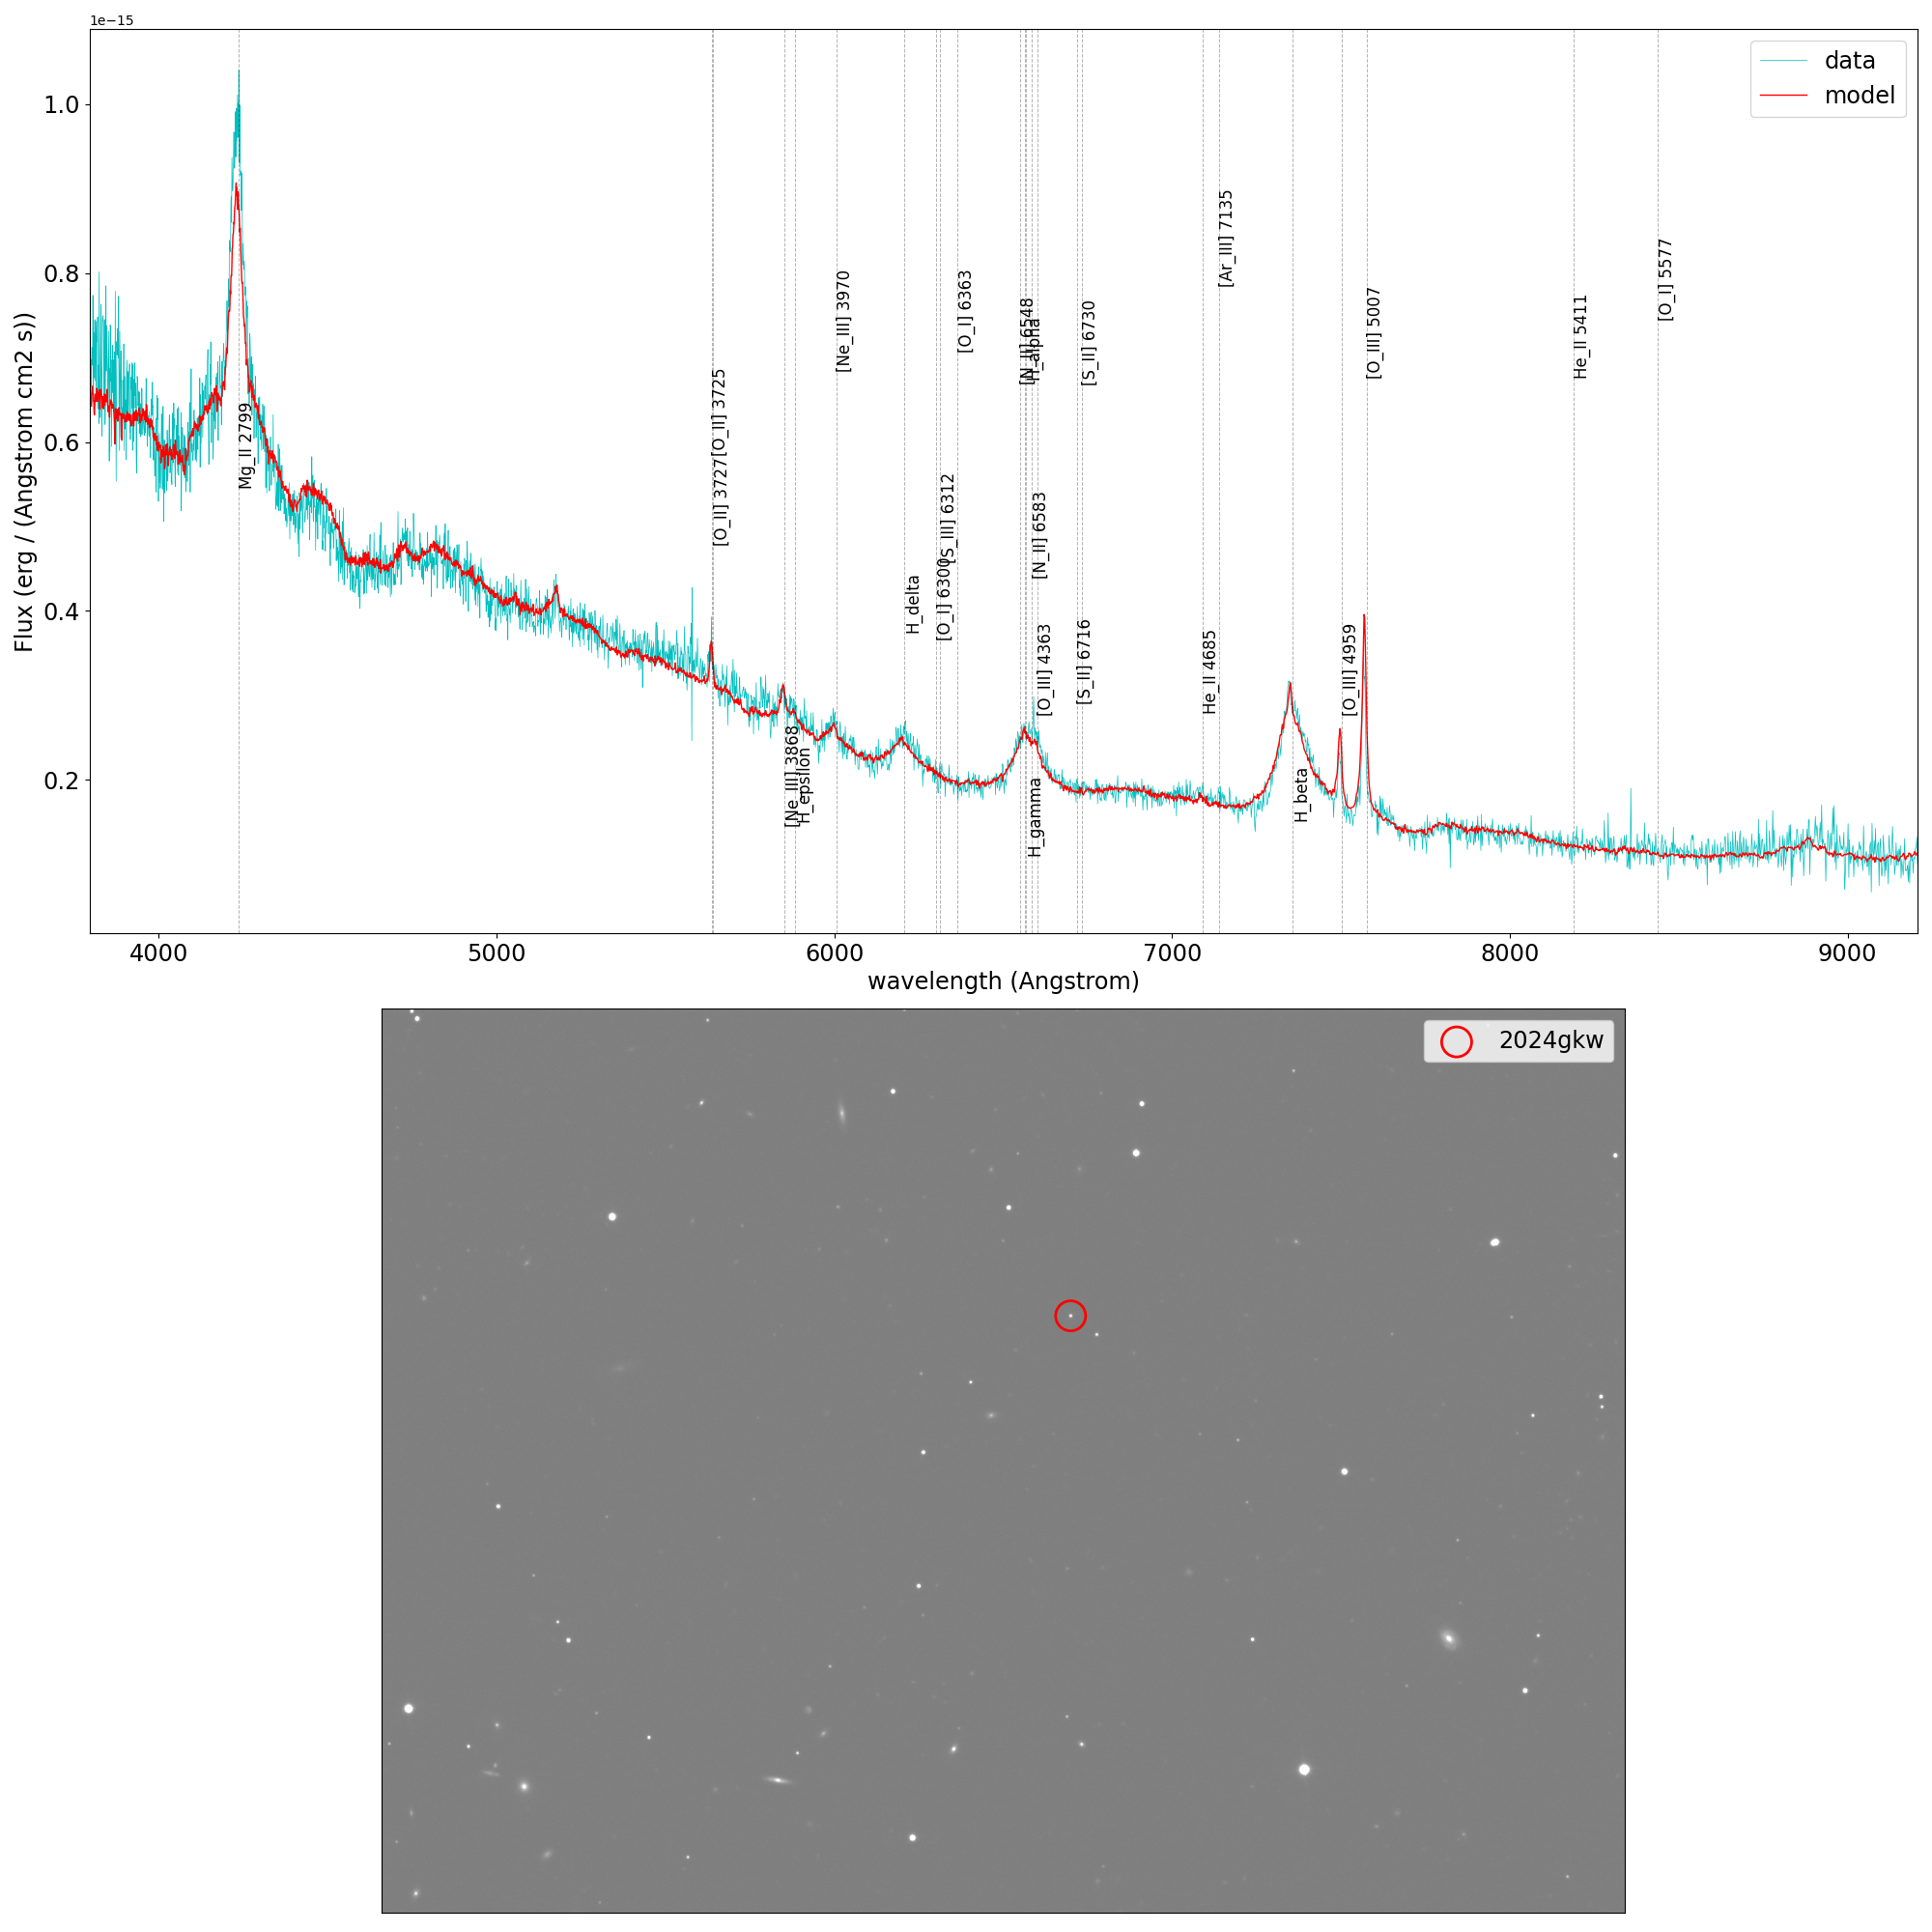 1e−15
data
model
1.0
0.8
0.6
0.4
0.2
Flux (erg / (Angstrom cm2 s))
Mg_II 2799
[O_II] 3725
[O_II] 3727
[Ne_III] 3868
H_epsilon
[Ne_III] 3970
H_delta
[O_I] 6300
[S_III] 6312
[O_I] 6363
[N_II] 6548
H_alpha
H_gamma
[N_II] 6583
[O_III] 4363
[S_II] 6716
[S_II] 6730
He_II 4685
[Ar_III] 7135
H_beta
[O_III] 4959
[O_III] 5007
He_II 5411
[O_I] 5577
4000 5000 6000 7000 8000 9000
wavelength (Angstrom)
2024gkw